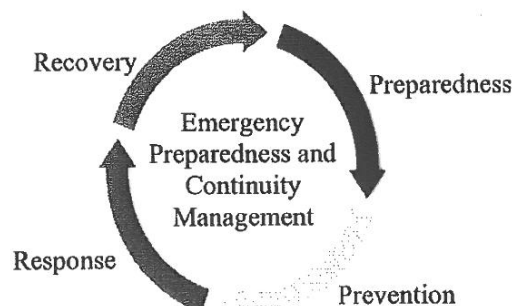 Recovery
Preparedness
Emergency
Preparedness and
Continuity
Management
Response
Prevention